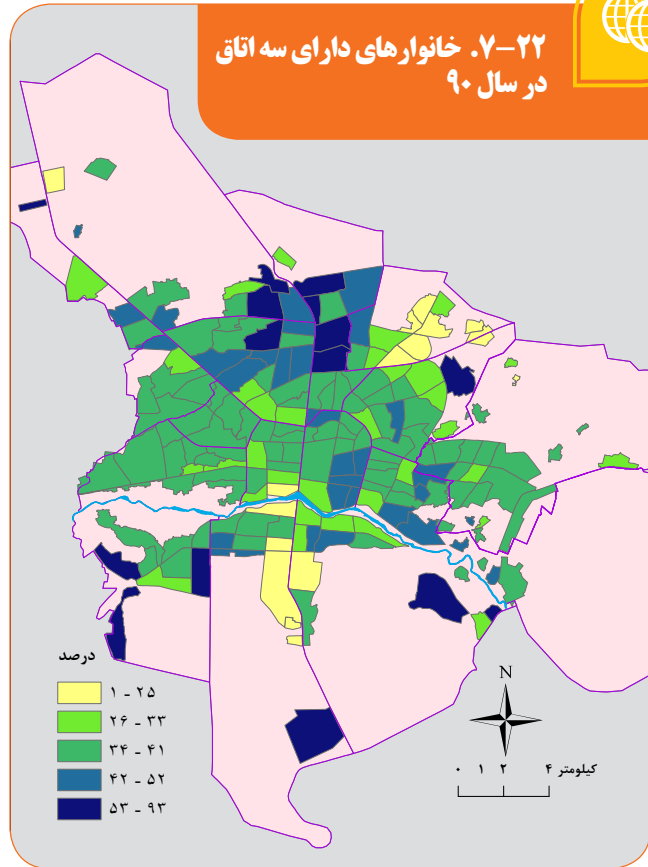 ۷-۲۲. خانوارهای دارای سه اتاق
در سال ۹۰
درصد
۱ - ۲۵
۲۶ - ۳۳
۳۴ - ۴۱
۴۲ - ۵۲
۵۳ - ۹۳
N
۰ ۱ ۲ ۴ کیلومتر